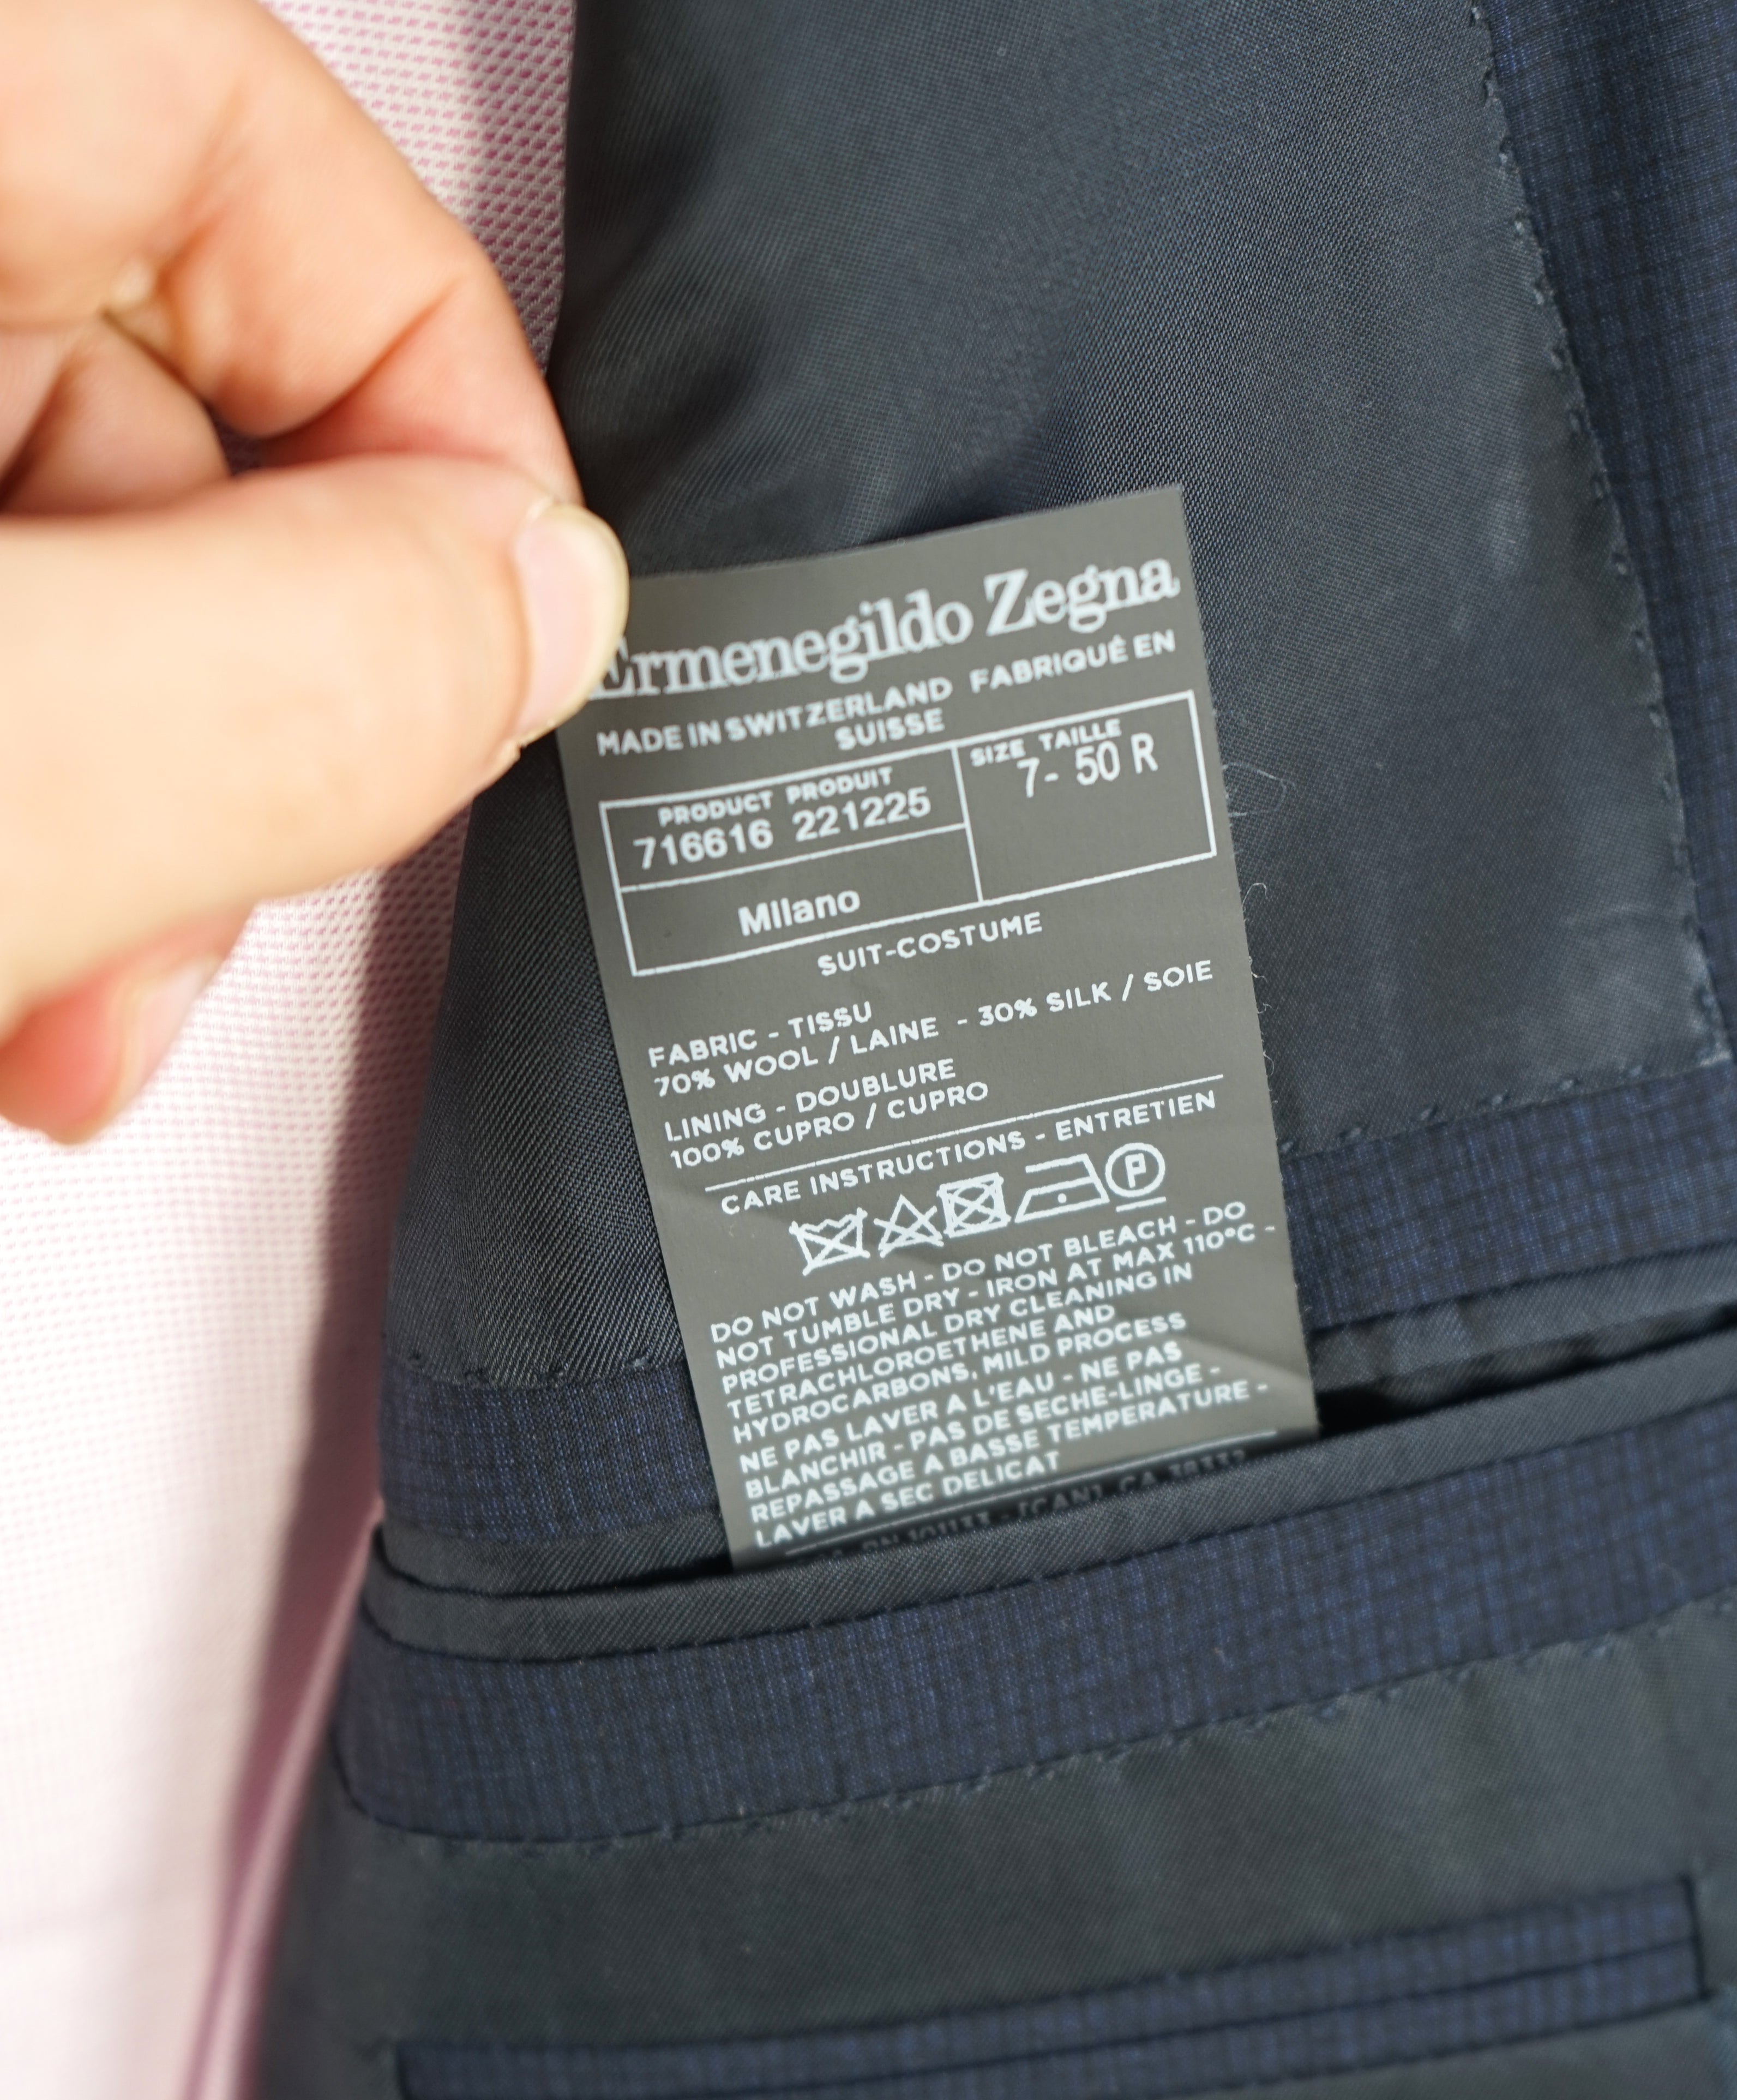 Ermenegildo Zegna
MADE IN SWITZERLAND FABRIQUÉ EN
SUISSE
PRODUCT PRODUIT
716616 221225
SIZE TAILLE
7- 50 R
Milano
SUIT-COSTUME
FABRIC - TISSU
70% WOOL / LAINE - 30% SILK / SOIE
LINING - DOUBLURE
100% CUPRO / CUPRO
CARE INSTRUCTIONS - ENTRETIEN
P
DO NOT WASH - DO NOT BLEACH - DO
NOT TUMBLE DRY - IRON AT MAX 110°C -
PROFESSIONAL DRY CLEANING IN
TETRACHLOROETHENE AND
HYDROCARBONS, MILD PROCESS
NE PAS LAVER A L'EAU - NE PAS
BLANCHIR - PAS DE SECHE-LINGE -
REPASSAGE A BASSE TEMPERATURE -
LAVER A SEC DELICAT
(CAN), CA